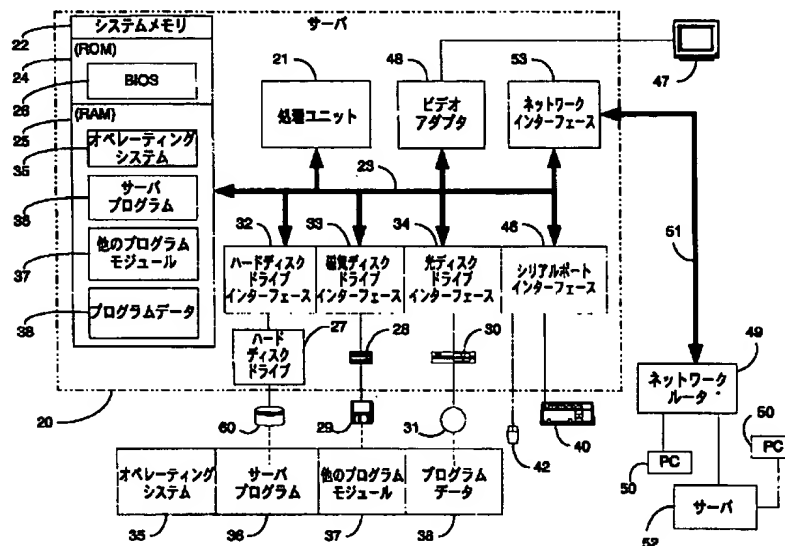 システムメモリ
22
(ROM)
24
BIOS
26
(RAM)
25
オペレーティング
システム
35
サーバ
プログラム
36
他のプログラム
モジュール
37
プログラムデータ
38
サーバ
21
処理ユニット
48
ビデオ
アダプタ
53
ネットワーク
インターフェース
47
23
32
ハードディスク
ドライブ
インターフェース
33
磁気ディスク
ドライブ
インターフェース
34
光ディスク
ドライブ
インターフェース
46
シリアルポート
インターフェース
51
27
ハード
ディスク
ドライブ
28
30
20
60
29
31
42
40
49
ネットワーク
ルータ
50
PC
50
PC
サーバ
52
オペレーティング
システム
サーバ
プログラム
他のプログラム
モジュール
プログラム
データ
35
36
37
38